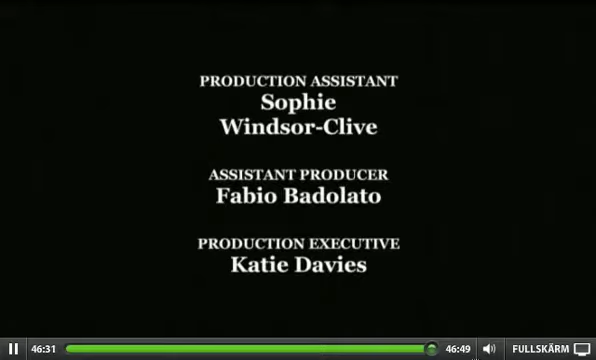 PRODUCTION ASSISTANT
Sophie
Windsor-Clive
ASSISTANT PRODUCER
Fabio Badolato
PRODUCTION EXECUTIVE
Katie Davies
46:31 46:49 FULLSKÄRM